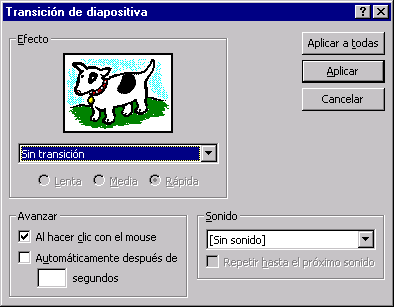 Transición de diapositiva
Efecto
Sin transición
Lenta Media Rápida
Aplicar a todas
Aplicar
Cancelar
Avanzar
Al hacer clic con el mouse
Automáticamente después de
segundos
Sonido
[Sin sonido]
Repetir hasta el próximo sonido